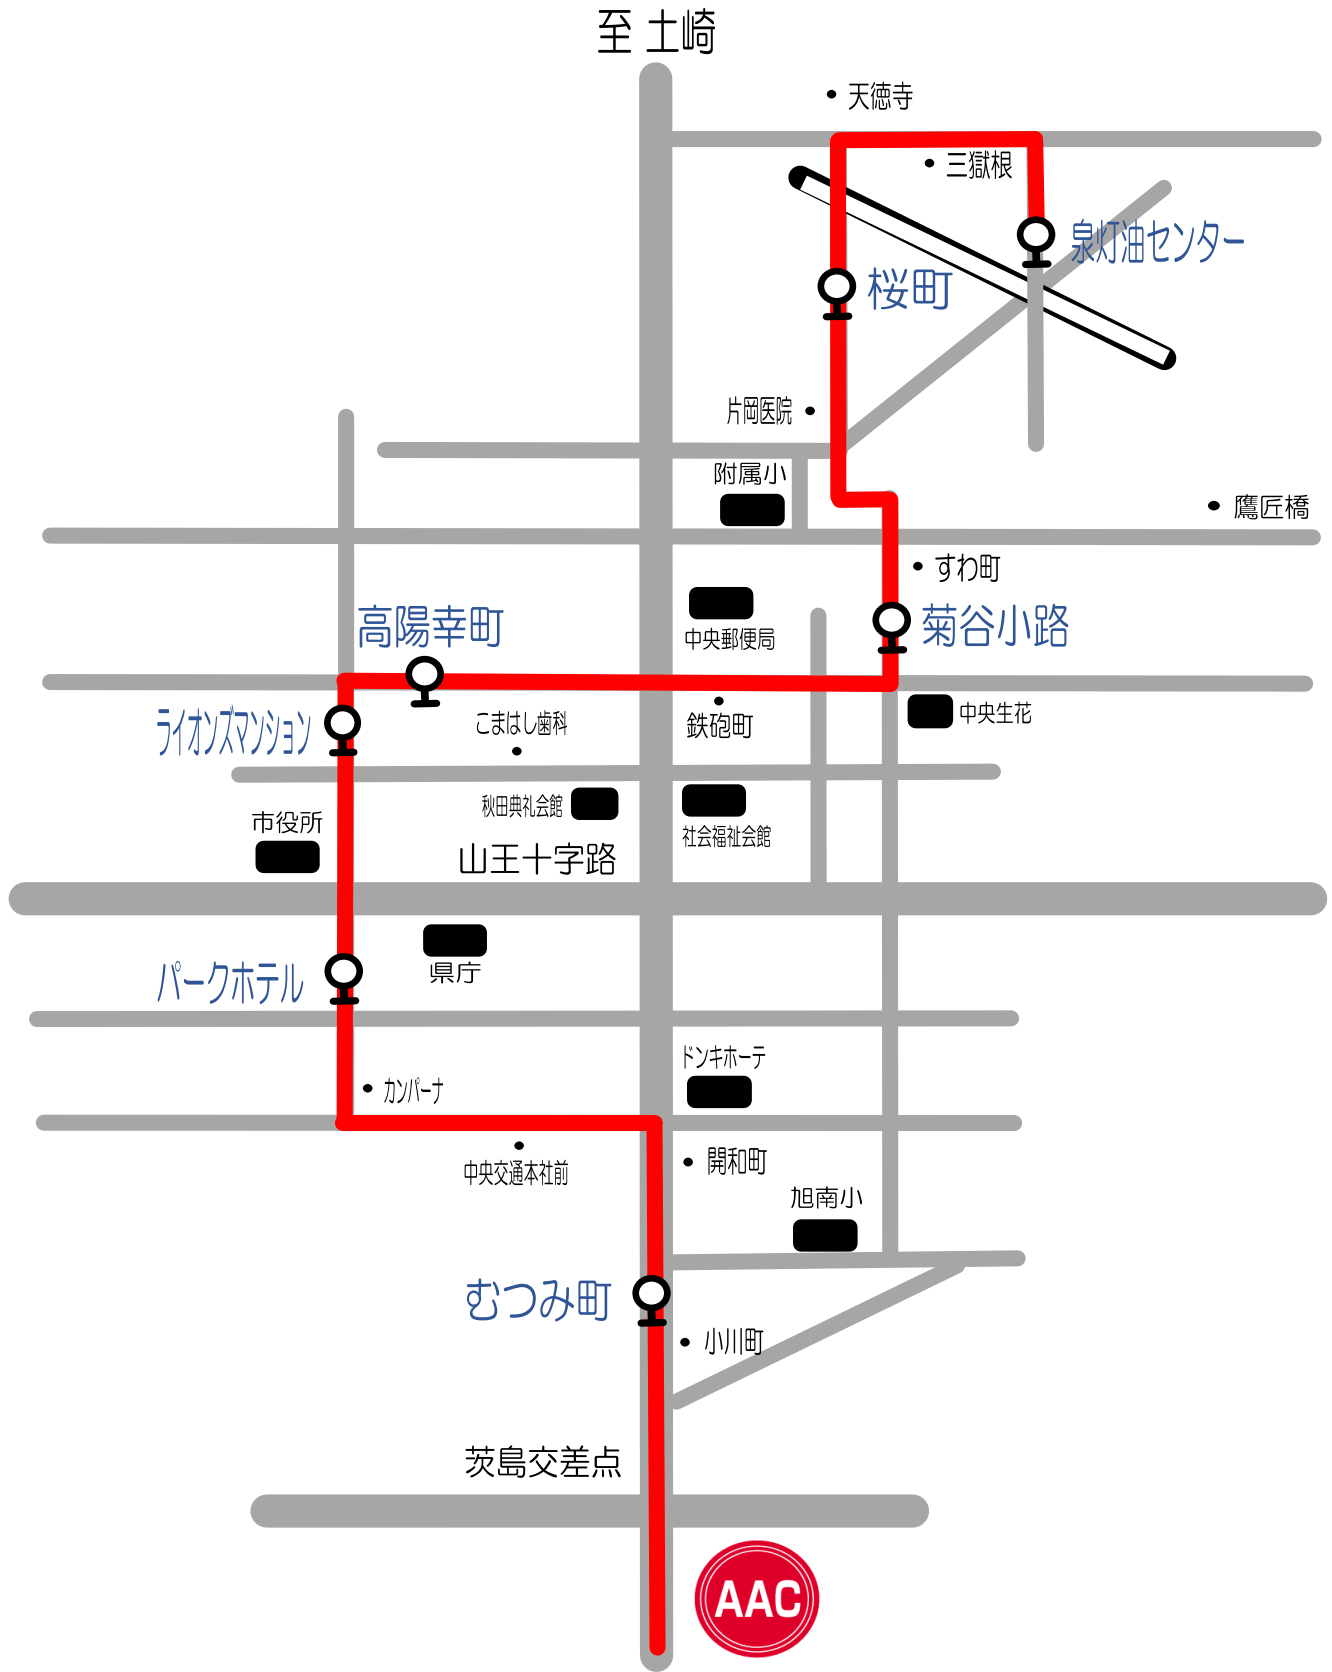 至 土崎
天徳寺
三獄根
泉灯油センター
桜町
片岡医院
附属小
鷹匠橋
すわ町
高陽幸町
中央郵便局
菊谷小路
ライオンズマンション
こまはし歯科
鉄砲町
中央生花
秋田典礼会館
市役所
社会福祉会館
山王十字路
パークホテル
県庁
ドンキホーテ
カンパーナ
中央交通本社前
開和町
旭南小
むつみ町
小川町
茨島交差点
AAC